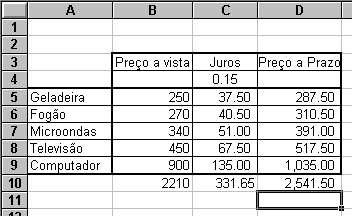 A B C D
1
2
3 Preço a vista Juros Preço a Prazo
4 0.15
5 Geladeira 250 37.50 287.50
6 Fogão 270 40.50 310.50
7 Microondas 340 51.00 391.00
8 Televisão 450 67.50 517.50
9 Computador 900 135.00 1,035.00
10 2210 331.65 2,541.50
11